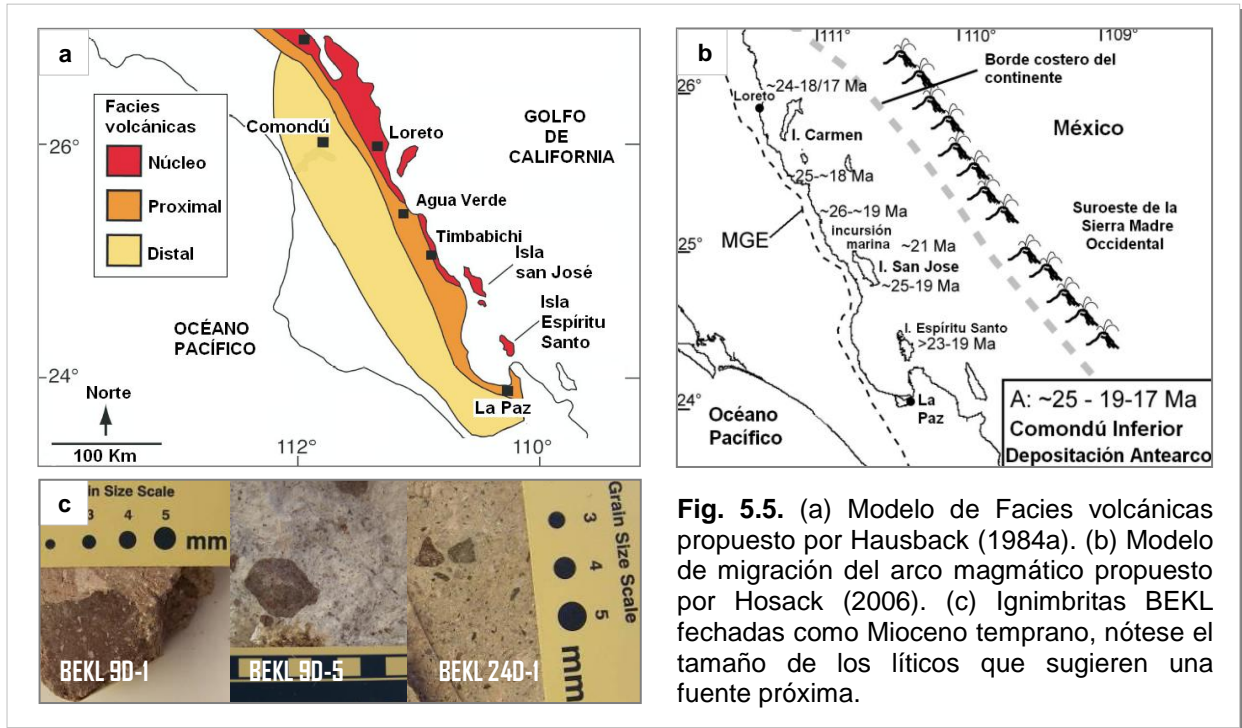 a
Facies
volcánicas
Núcleo
Proximal
Distal
Comondú
Loreto
GOLFO
DE
CALIFORNIA
26°
Agua Verde
Timbabichi
Isla
san José
Isla
Espíritu
Santo
OCÉANO
PACÍFICO
24°
La Paz
Norte
100 Km
112°
110°
b
111°
110°
109°
Borde costero del
continente
26°
Loreto
~24-18/17 Ma
I. Carmen
México
~25-~18 Ma
~26-~19 Ma
incursión
marina
~21 Ma
MGE
25°
I. San Jose
~25-19 Ma
Suroeste de la
Sierra Madre
Occidental
I. Espíritu Santo
>23-19 Ma
24°
La
Paz
Océano
Pacífico
A: ~25 - 19-17 Ma
Comondú Inferior
Depositación Antearco
c
in Size Scale
3 4 5 mm
BEKL 9D-1
BEKL 9D-5
BEKL 24D-1
Grain Size Scale
3
4
5
mm
Fig. 5.5. (a) Modelo de Facies volcánicas
propuesto por Hausback (1984a). (b) Modelo
de migración del arco magmático propuesto
por Hosack (2006). (c) Ignimbritas BEKL
fechadas como Mioceno temprano, nótese el
tamaño de los líticos que sugieren una
fuente próxima.